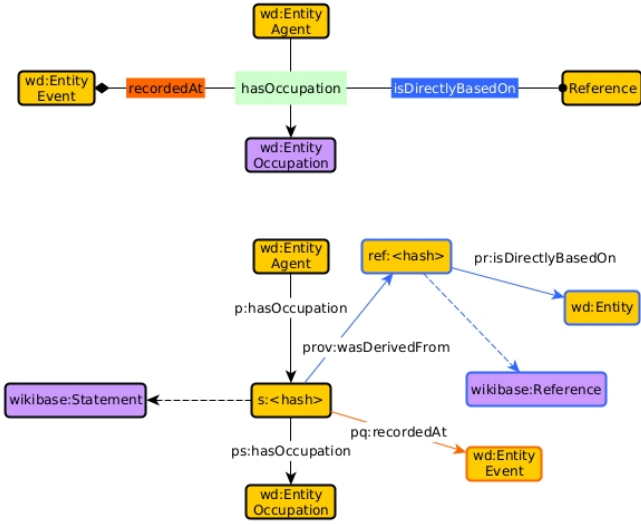 wd:Entity
Agent
wd:Entity
Event
recordedAt
hasOccupation
isDirectlyBasedOn
Reference
wd:Entity
Occupation
wd:Entity
Agent
ref:<hash>
pr:isDirectlyBasedOn
wd:Entity
p:hasOccupation
prov:wasDerivedFrom
wikibase:Statement
s:<hash>
wikibase:Reference
pq:recordedAt
ps:hasOccupation
wd:Entity
Event
wd:Entity
Occupation